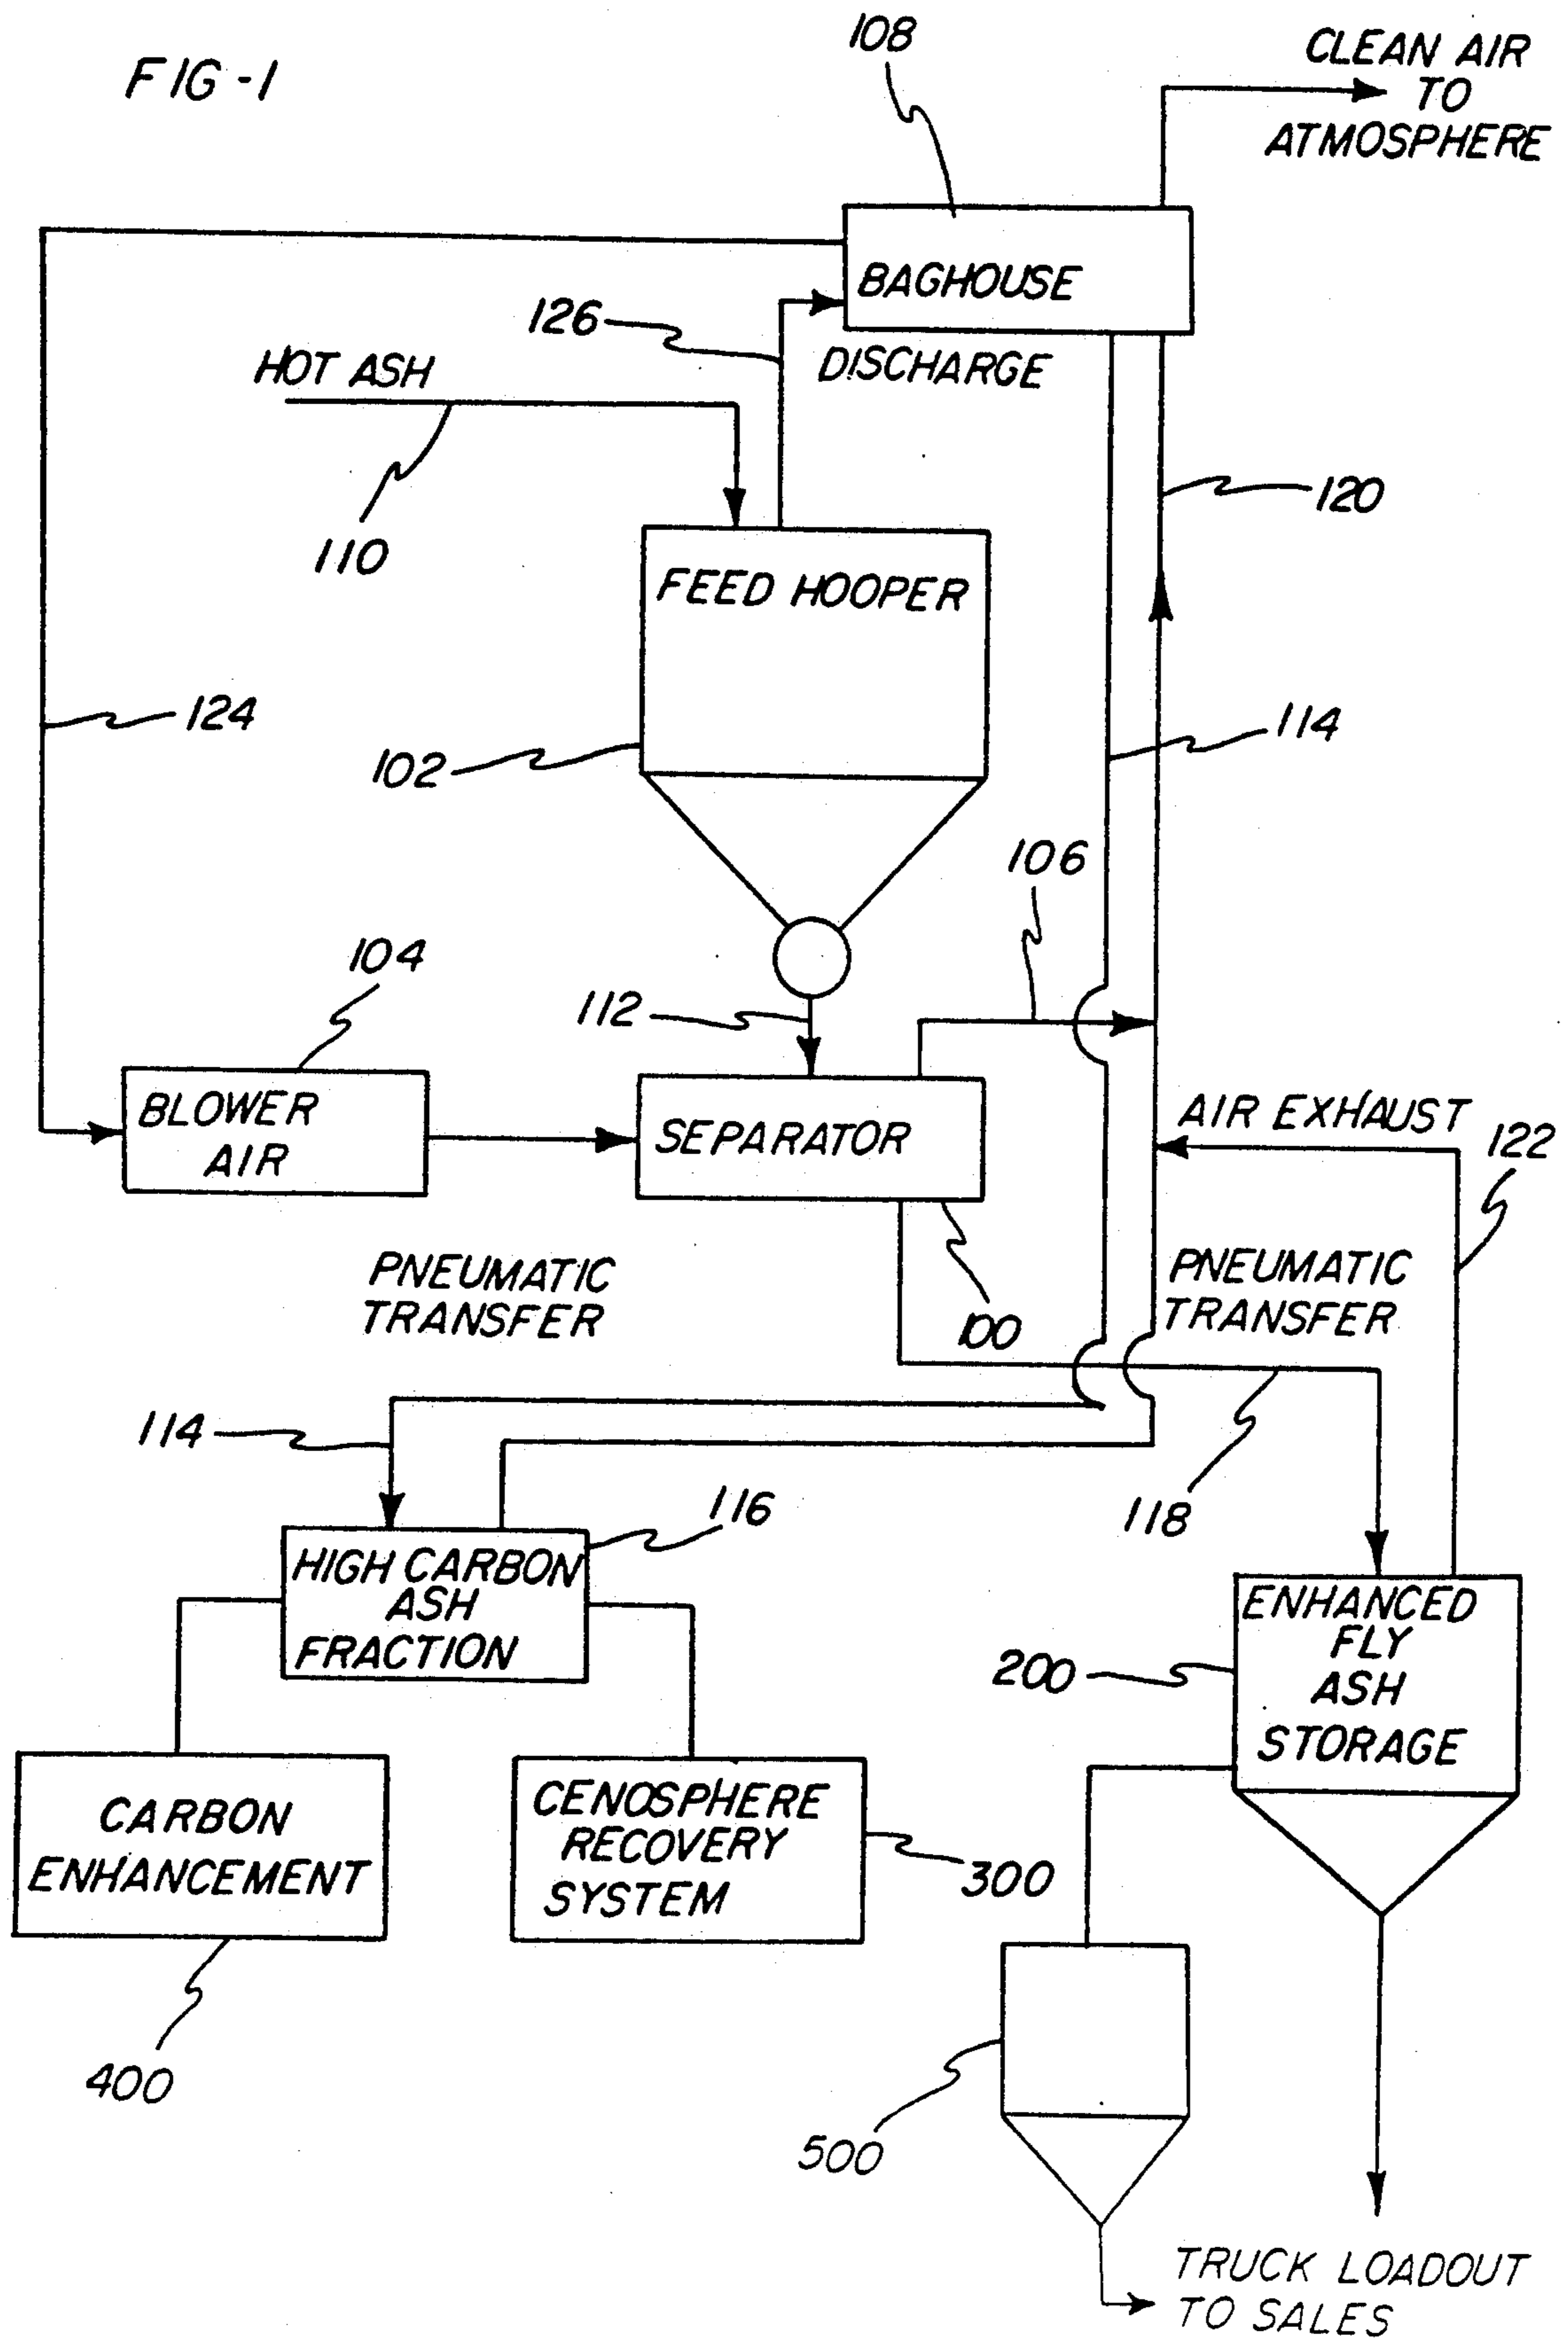 FIG-1
108
CLEAN AIR
TO
ATMOSPHERE
BAGHOUSE
126
DISCHARGE
HOT ASH
110
120
FEED HOOPER
124
114
102
106
104
112
BLOWER
AIR
SEPARATOR
AIR EXHAUST
122
PNEUMATIC
TRANSFER
100
PNEUMATIC
TRANSFER
114
118
116
HIGH CARBON
ASH
FRACTION
ENHANCED
FLY
ASH
STORAGE
200
CARBON
ENHANCEMENT
CENOSPHERE
RECOVERY
SYSTEM
300
400
500
TRUCK LOADOUT
TO SALES